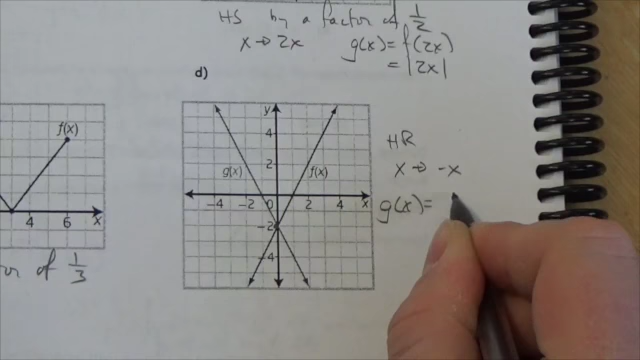 HS by a factor of 1/2
x → 2x g(x) = f(2x)
= |2x|
d)
f(x)
4 6 x
or of 1/3
y
4
2
g(x) f(x)
-4 -2 0 2 4 x
-2
-4
HR
x → -x
g(x) =